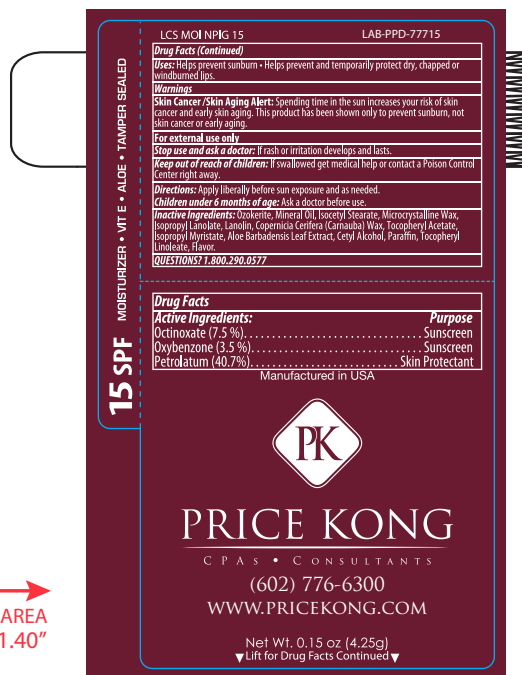 LCS MOI NPIG 15 LAB-PPD-77715
Drug Facts (Continued)
Uses: Helps prevent sunburn • Helps prevent and temporarily protect dry, chapped or
windburned lips.
Warnings
Skin Cancer /Skin Aging Alert: Spending time in the sun increases your risk of skin
cancer and early skin aging. This product has been shown only to prevent sunburn, not
skin cancer or early aging.
For external use only
Stop use and ask a doctor: If rash or irritation develops and lasts.
Keep out of reach of children: If swallowed get medical help or contact a Poison Control
Center right away.
Directions: Apply liberally before sun exposure and as needed.
Children under 6 months of age: Ask a doctor before use.
Inactive Ingredients: Ozokerite, Mineral Oil, Isocetyl Stearate, Microcrystalline Wax,
Isopropyl Lanolate, Lanolin, Copernicia Cerifera (Carnauba) Wax, Tocopheryl Acetate,
Isopropyl Myristate, Aloe Barbadensis Leaf Extract, Cetyl Alcohol, Paraffin, Tocopheryl
Linoleate, Flavor.
QUESTIONS? 1.800.290.0577
15 SPF MOISTURIZER • VIT E • ALOE • TAMPER SEALED
Drug Facts
Active Ingredients: Purpose
Octinoxate (7.5 %)........................Sunscreen
Oxybenzone (3.5 %)........................Sunscreen
Petrolatum (40.7%)........................Skin Protectant
Manufactured in USA
PK
PRICE KONG
CPAs • CONSULTANTS
(602) 776-6300
WWW.PRICEKONG.COM
Net Wt. 0.15 oz (4.25g)
▼Lift for Drug Facts Continued▼
AREA
1.40"